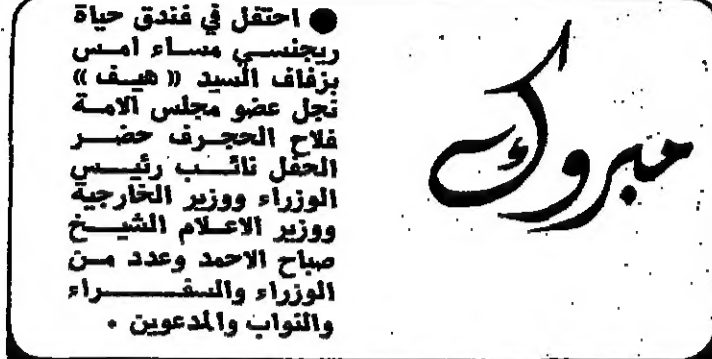 مبروك
● احتفل في فندق حياة
ريجنسي مساء امس
بزفاف السيد « هيف »
نجل عضو مجلس الامة
فلاح الحجرف حضر
الحفل نائب رئيس
الوزراء ووزير الخارجية
ووزير الاعلام الشيخ
صباح الاحمد وعدد من
الوزراء والسفراء
والنواب والمدعوين .